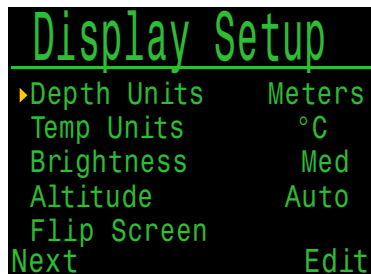 Display Setup
Depth Units Meters
Temp Units °C
Brightness Med
Altitude Auto
Flip Screen
Next Edit